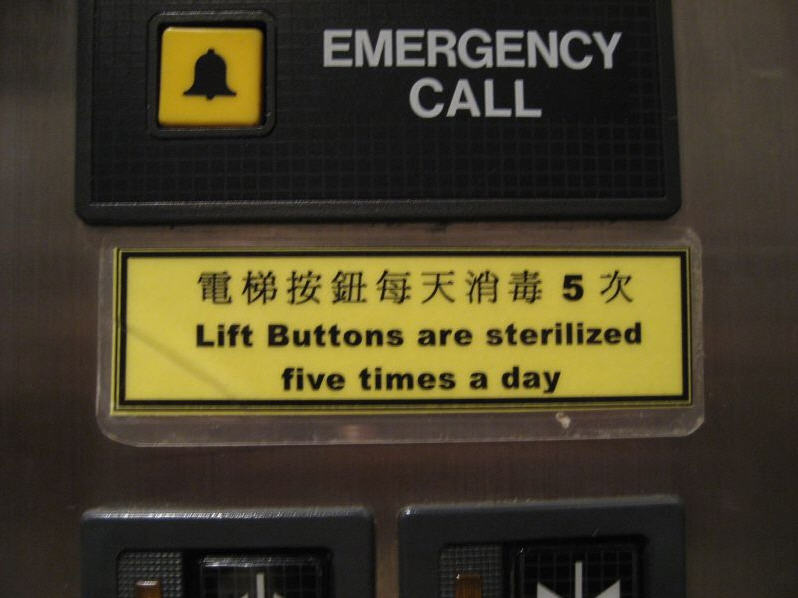 EMERGENCY
CALL
電梯按鈕每天消毒 5 次
Lift Buttons are sterilized
five times a day